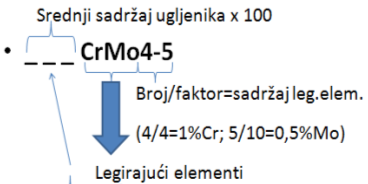 Srednji sadržaj ugljenika x 100
• _ _ _ CrMo4-5
Broj/faktor=sadržaj leg.elem.
(4/4=1%Cr; 5/10=0,5%Mo)
Legirajući elementi